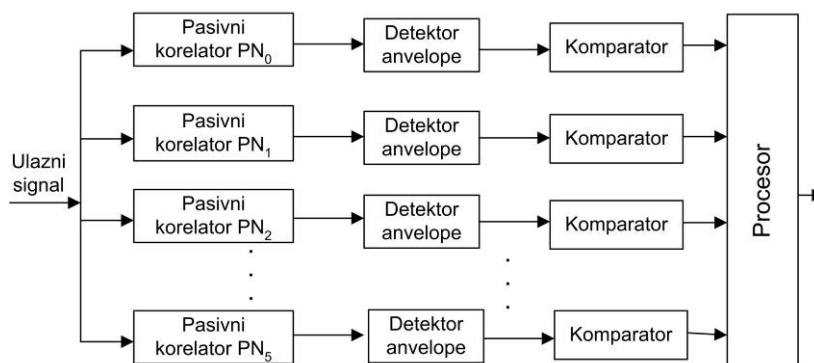 Pasivni
korelator PN₀
Detektor
anvelope
Komparator
Pasivni
korelator PN₁
Detektor
anvelope
Komparator
Ulazni
signal
Pasivni
korelator PN₂
Detektor
anvelope
Komparator
Pasivni
korelator PN₅
Detektor
anvelope
Komparator
Procesor